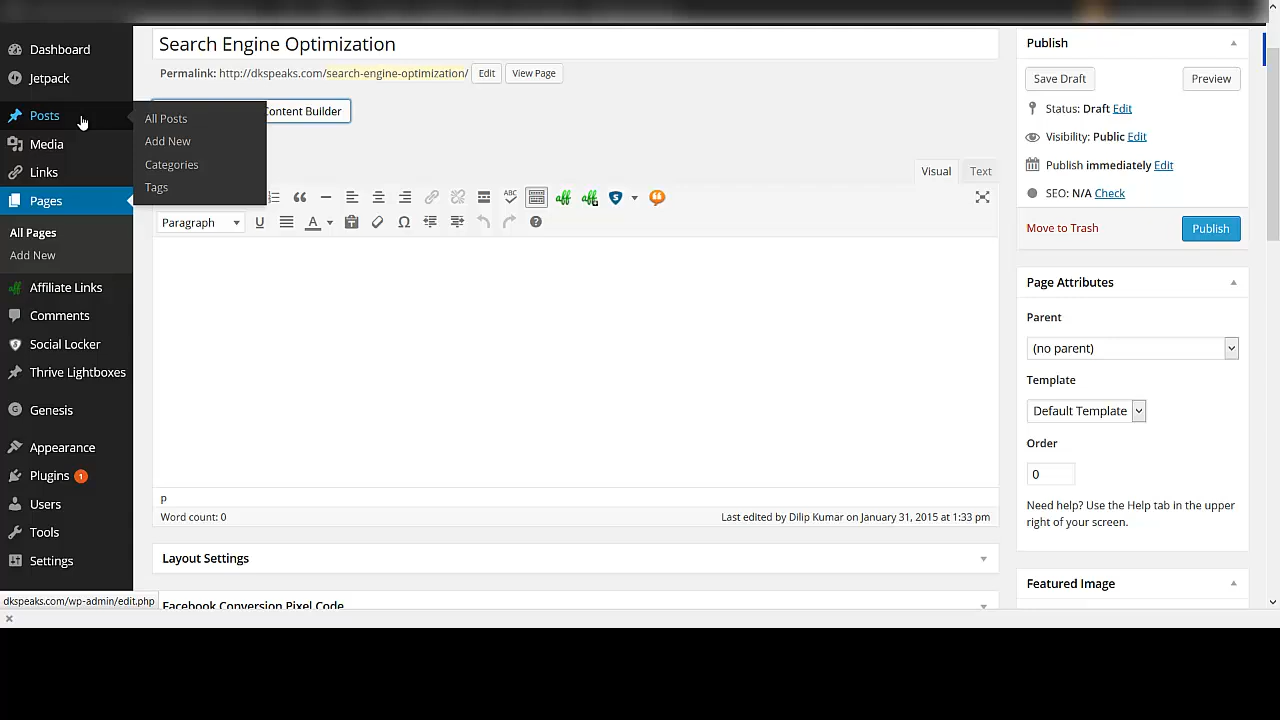 Dashboard
Jetpack
Posts
Media
Links
Pages
All Pages
Add New
Affiliate Links
Comments
Social Locker
Thrive Lightboxes
Genesis
Appearance
Plugins 1
Users
Tools
Settings
dkspeaks.com/wp-admin/edit.php
All Posts
Add New
Categories
Tags
Search Engine Optimization
Permalink: http://dkspeaks.com/search-engine-optimization/ Edit View Page
Content Builder
Visual Text
ABC
aff aff S
Paragraph U A Ω ?
p
Word count: 0 Last edited by Dilip Kumar on January 31, 2015 at 1:33 pm
Layout Settings
Facebook Conversion Pixel Code
Publish
Save Draft Preview
Status: Draft Edit
Visibility: Public Edit
Publish immediately Edit
SEO: N/A Check
Move to Trash Publish
Page Attributes
Parent
(no parent)
Template
Default Template
Order
0
Need help? Use the Help tab in the upper
right of your screen.
Featured Image